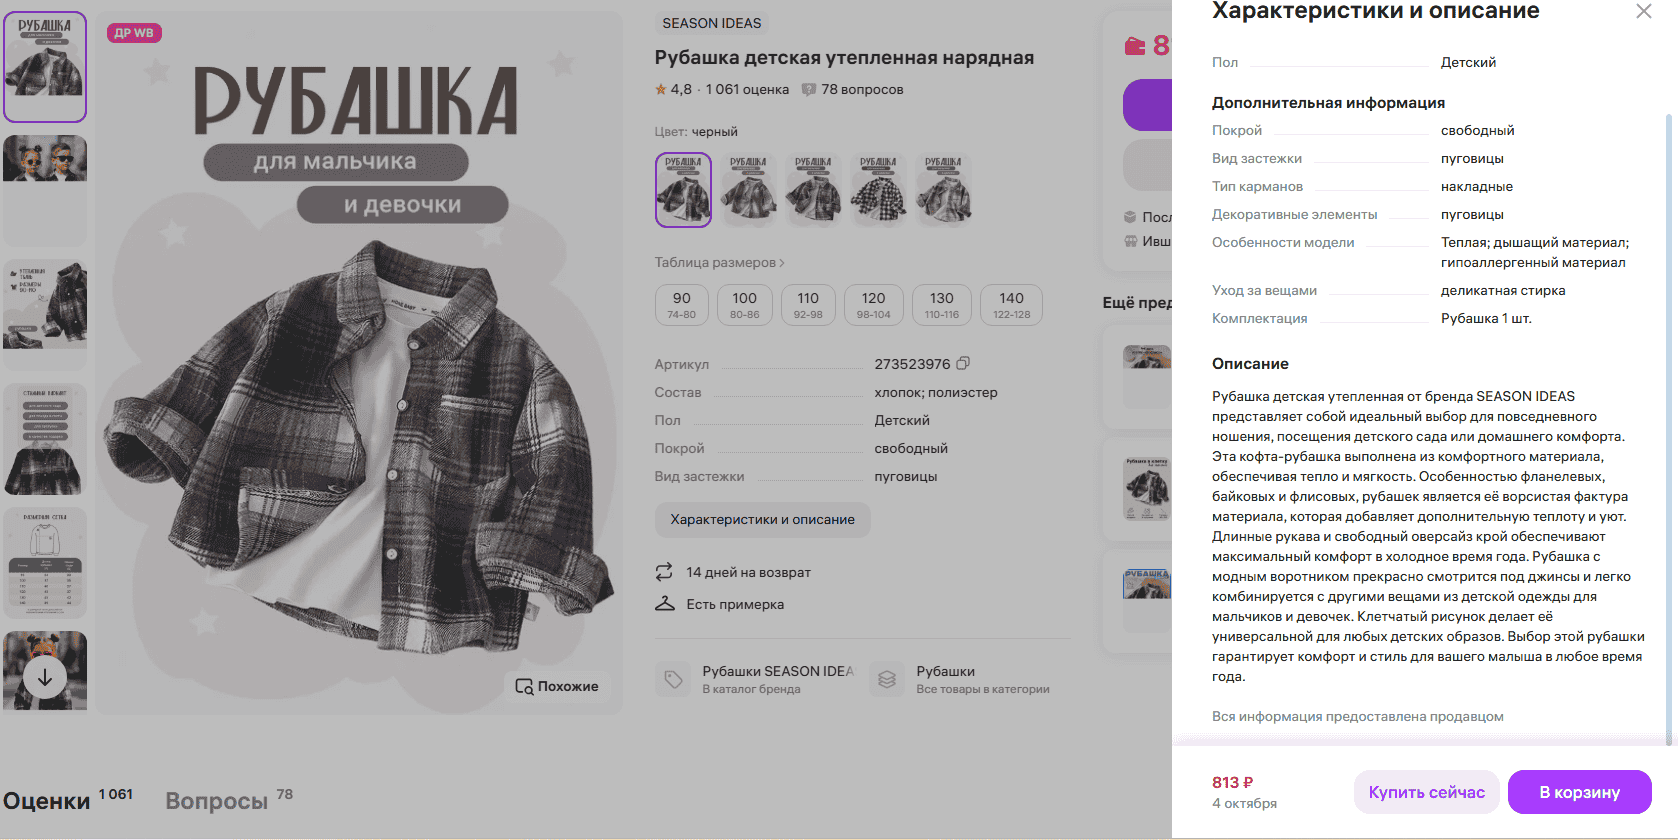 ДР WB
РУБАШКА
для мальчика
и девочки
Похожие
SEASON IDEAS
Рубашка детская утепленная нарядная
4,8 · 1 061 оценка 78 вопросов
Цвет: черный
Таблица размеров
90 100 110 120 130 140
74-80 80-86 92-98 98-104 110-116 122-128
Артикул 273523976
Состав хлопок; полиэстер
Пол Детский
Покрой свободный
Вид застежки пуговицы
Характеристики и описание
14 дней на возврат
Есть примерка
Рубашки SEASON IDEA
В каталог бренда
Рубашки
Все товары в категории
Оценки 1 061 Вопросы 78
8
Посл
Ивш
Ещё пред
Характеристики и описание
Пол Детский
Дополнительная информация
Покрой свободный
Вид застежки пуговицы
Тип карманов накладные
Декоративные элементы пуговицы
Особенности модели Теплая; дышащий материал;
гипоаллергенный материал
Уход за вещами деликатная стирка
Комплектация Рубашка 1 шт.
Описание
Рубашка детская утепленная от бренда SEASON IDEAS
представляет собой идеальный выбор для повседневного
ношения, посещения детского сада или домашнего комфорта.
Эта кофта-рубашка выполнена из комфортного материала,
обеспечивая тепло и мягкость. Особенностью фланелевых,
байковых и флисовых, рубашек является её ворсистая фактура
материала, которая добавляет дополнительную теплоту и уют.
Длинные рукава и свободный оверсайз крой обеспечивают
максимальный комфорт в холодное время года. Рубашка с
модным воротником прекрасно смотрится под джинсы и легко
комбинируется с другими вещами из детской одежды для
мальчиков и девочек. Клетчатый рисунок делает её
универсальной для любых детских образов. Выбор этой рубашки
гарантирует комфорт и стиль для вашего малыша в любое время
года.
Вся информация предоставлена продавцом
813 ₽
4 октября
Купить сейчас
В корзину